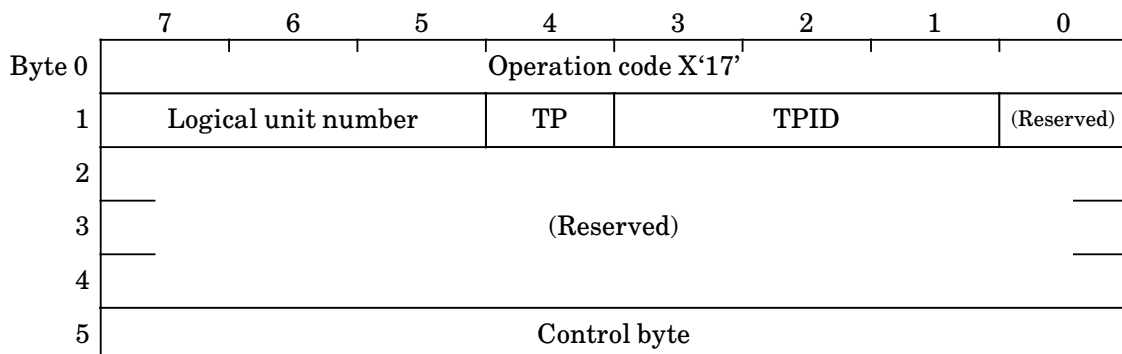 7 6 5 4 3 2 1 0
Byte 0 Operation code X‘17’
1 Logical unit number TP TPID (Reserved)
2
3 (Reserved)
4
5 Control byte